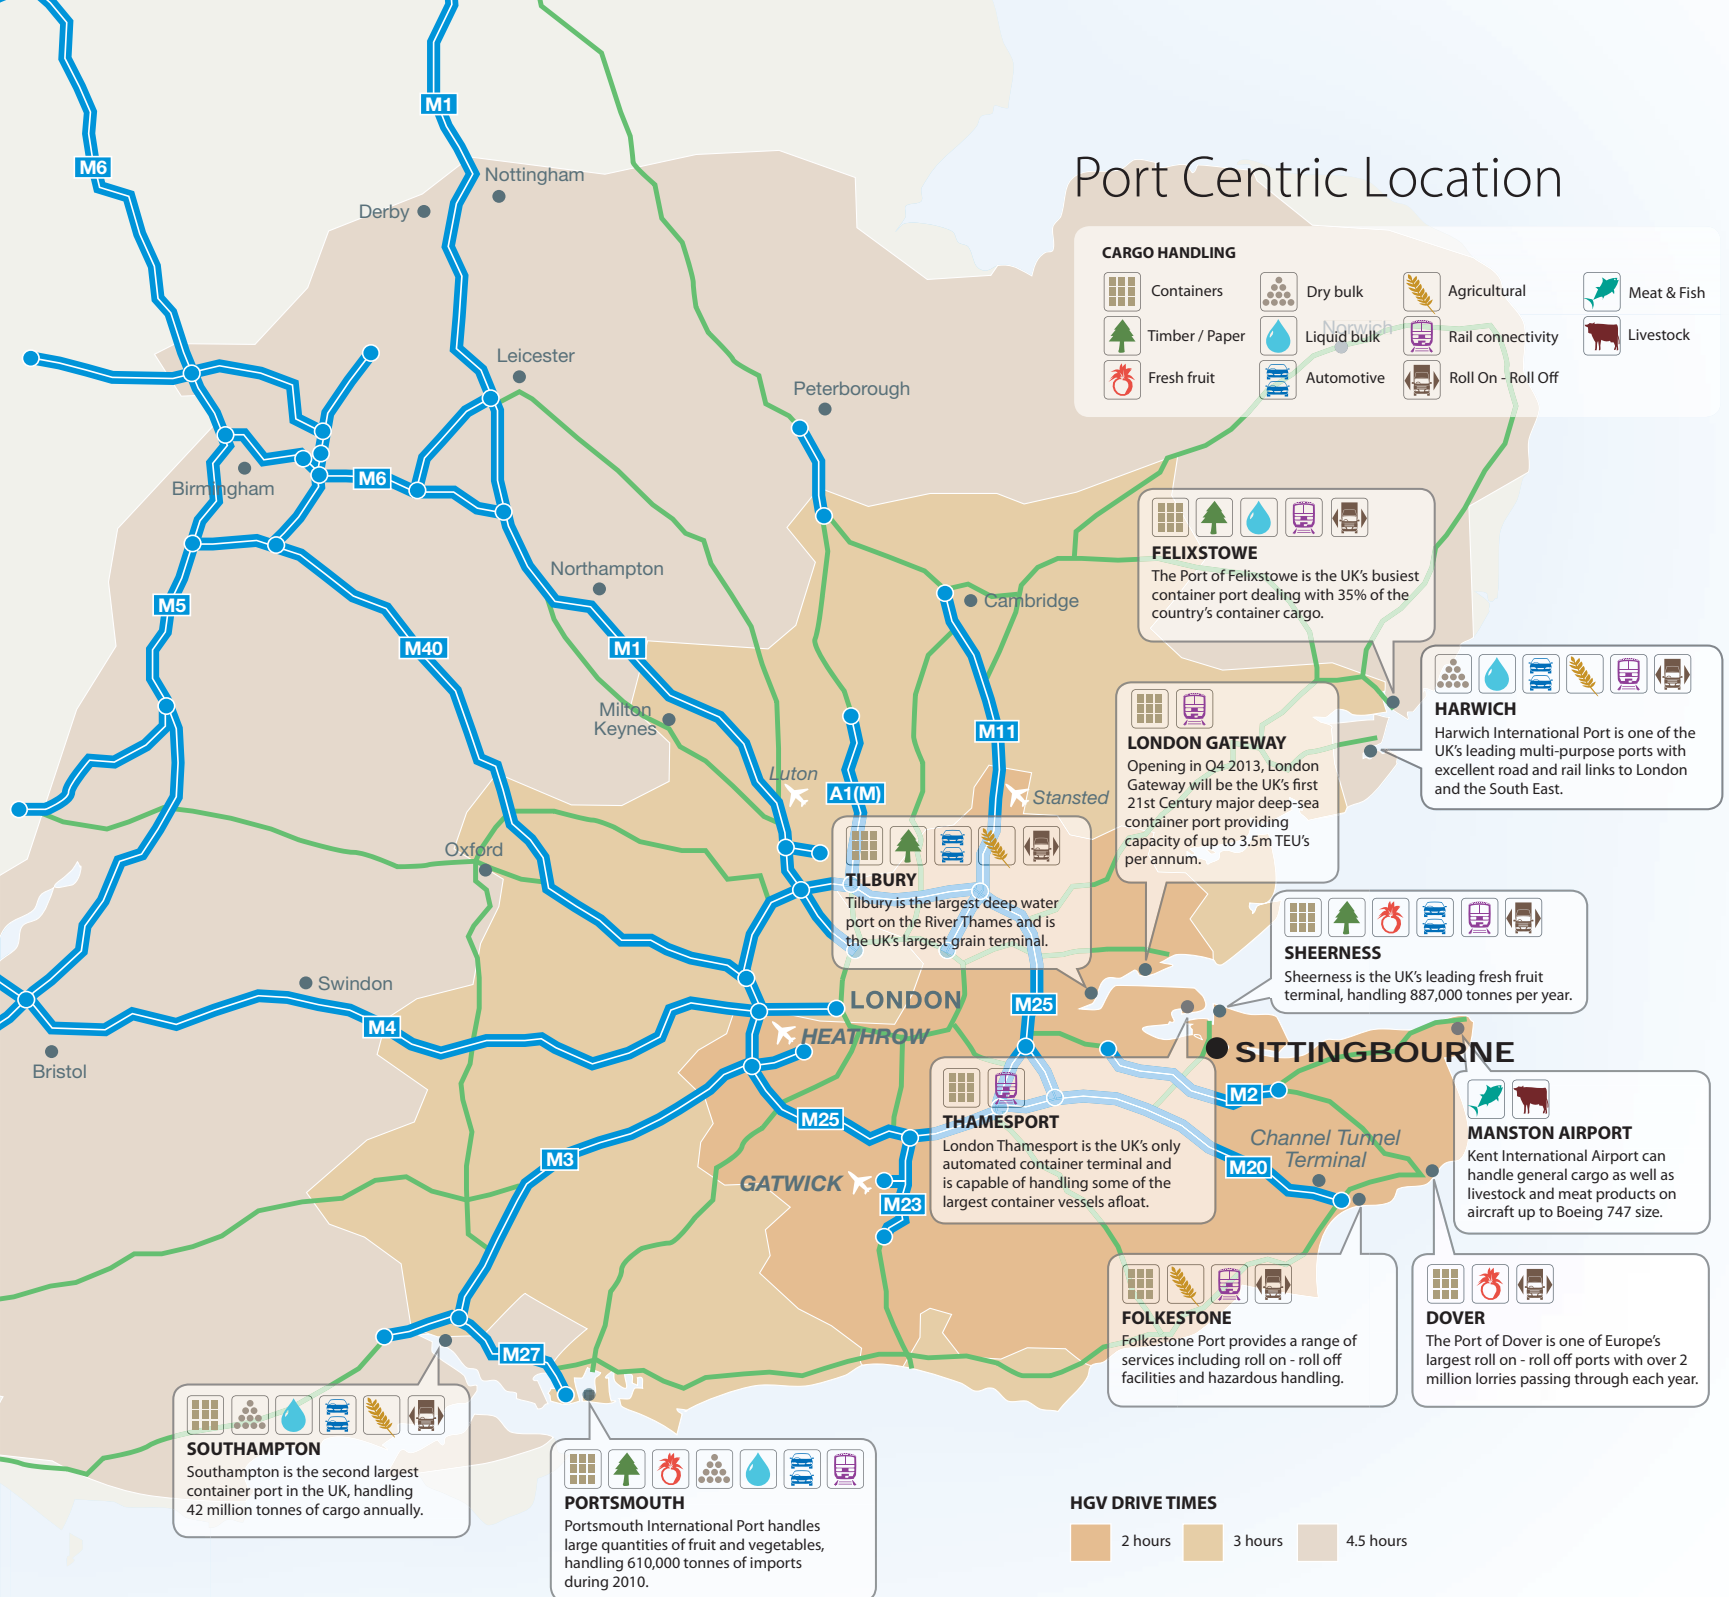 M1
M6
Nottingham
Derby
Port Centric Location
CARGO HANDLING
Containers
Dry bulk
Agricultural
Meat & Fish
Timber / Paper
Liquid bulk
Norwich
Rail connectivity
Livestock
Fresh fruit
Automotive
Roll On - Roll Off
Leicester
Peterborough
Birmingham
M6
FELIXSTOWE
The Port of Felixstowe is the UK's busiest
container port dealing with 35% of the
country's container cargo.
Northampton
Cambridge
M5
M40
M1
Milton
Keynes
M11
LONDON GATEWAY
Opening in Q4 2013, London
Gateway will be the UK's first
21st Century major deep-sea
container port providing
capacity of up to 3.5m TEU's
per annum.
HARWICH
Harwich International Port is one of the
UK's leading multi-purpose ports with
excellent road and rail links to London
and the South East.
Luton
A1(M)
Stansted
Oxford
TILBURY
Tilbury is the largest deep water
port on the River Thames and is
the UK's largest grain terminal.
SHEERNESS
Sheerness is the UK's leading fresh fruit
terminal, handling 887,000 tonnes per year.
Swindon
LONDON
M25
M4
HEATHROW
SITTINGBOURNE
Bristol
M2
THAMESPORT
London Thamesport is the UK's only
automated container terminal and
is capable of handling some of the
largest container vessels afloat.
M25
M3
Channel Tunnel
Terminal
M20
MANSTON AIRPORT
Kent International Airport can
handle general cargo as well as
livestock and meat products on
aircraft up to Boeing 747 size.
GATWICK
M23
FOLKESTONE
Folkestone Port provides a range of
services including roll on - roll off
facilities and hazardous handling.
DOVER
The Port of Dover is one of Europe's
largest roll on - roll off ports with over 2
million lorries passing through each year.
M27
SOUTHAMPTON
Southampton is the second largest
container port in the UK, handling
42 million tonnes of cargo annually.
PORTSMOUTH
Portsmouth International Port handles
large quantities of fruit and vegetables,
handling 610,000 tonnes of imports
during 2010.
HGV DRIVE TIMES
2 hours
3 hours
4.5 hours